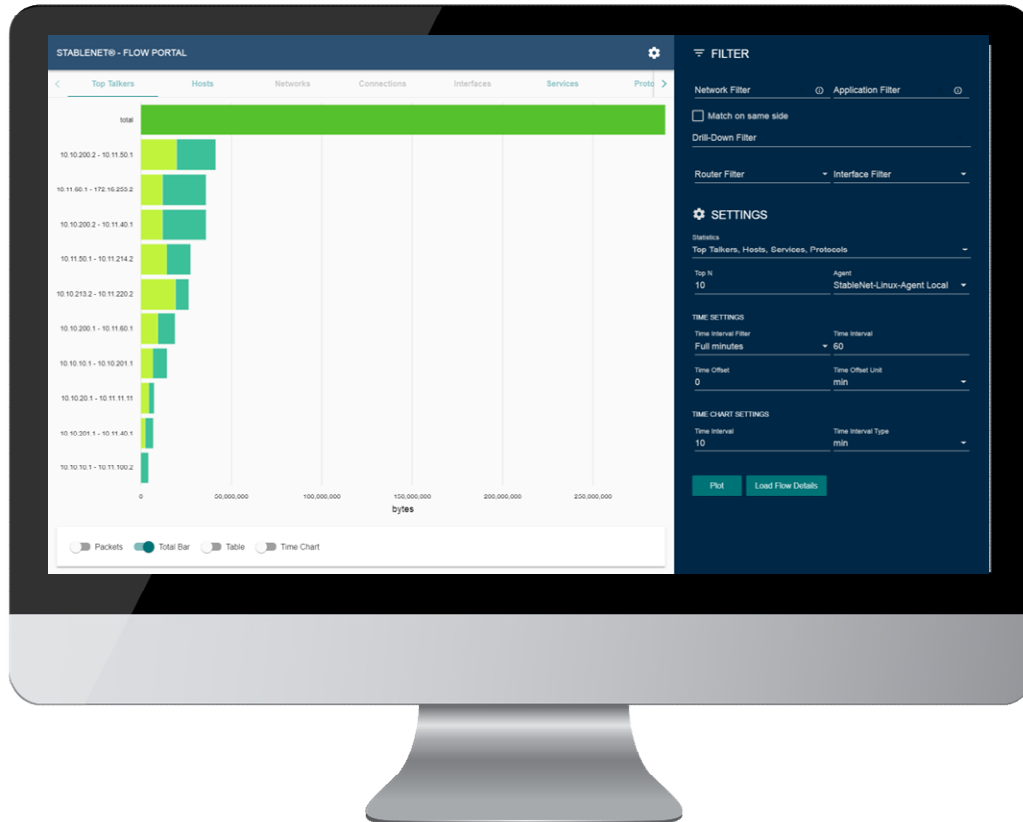 STABLENET® - FLOW PORTAL
Top Talkers Hosts Networks Connections Interfaces Services Proto
total
10.10.200.2 - 10.11.50.1
10.11.60.1 - 172.16.253.2
10.10.200.2 - 10.11.40.1
10.11.50.1 - 10.11.214.2
10.10.213.2 - 10.11.220.2
10.10.200.1 - 10.11.60.1
10.10.10.1 - 10.10.201.1
10.10.20.1 - 10.11.11.11
10.10.201.1 - 10.11.40.1
10.10.10.1 - 10.11.100.2
0 50,000,000 100,000,000 150,000,000 200,000,000 250,000,000
bytes
Packets Total Bar Table Time Chart
FILTER
Network Filter Application Filter
Match on same side
Drill-Down Filter
Router Filter Interface Filter
SETTINGS
Statistics
Top Talkers, Hosts, Services, Protocols
Top N Agent
10 StableNet-Linux-Agent Local
TIME SETTINGS
Time Interval Filter Time Interval
Full minutes 60
Time Offset Time Offset Unit
0 min
TIME CHART SETTINGS
Time Interval Time Interval Type
10 min
Plot Load Flow Details